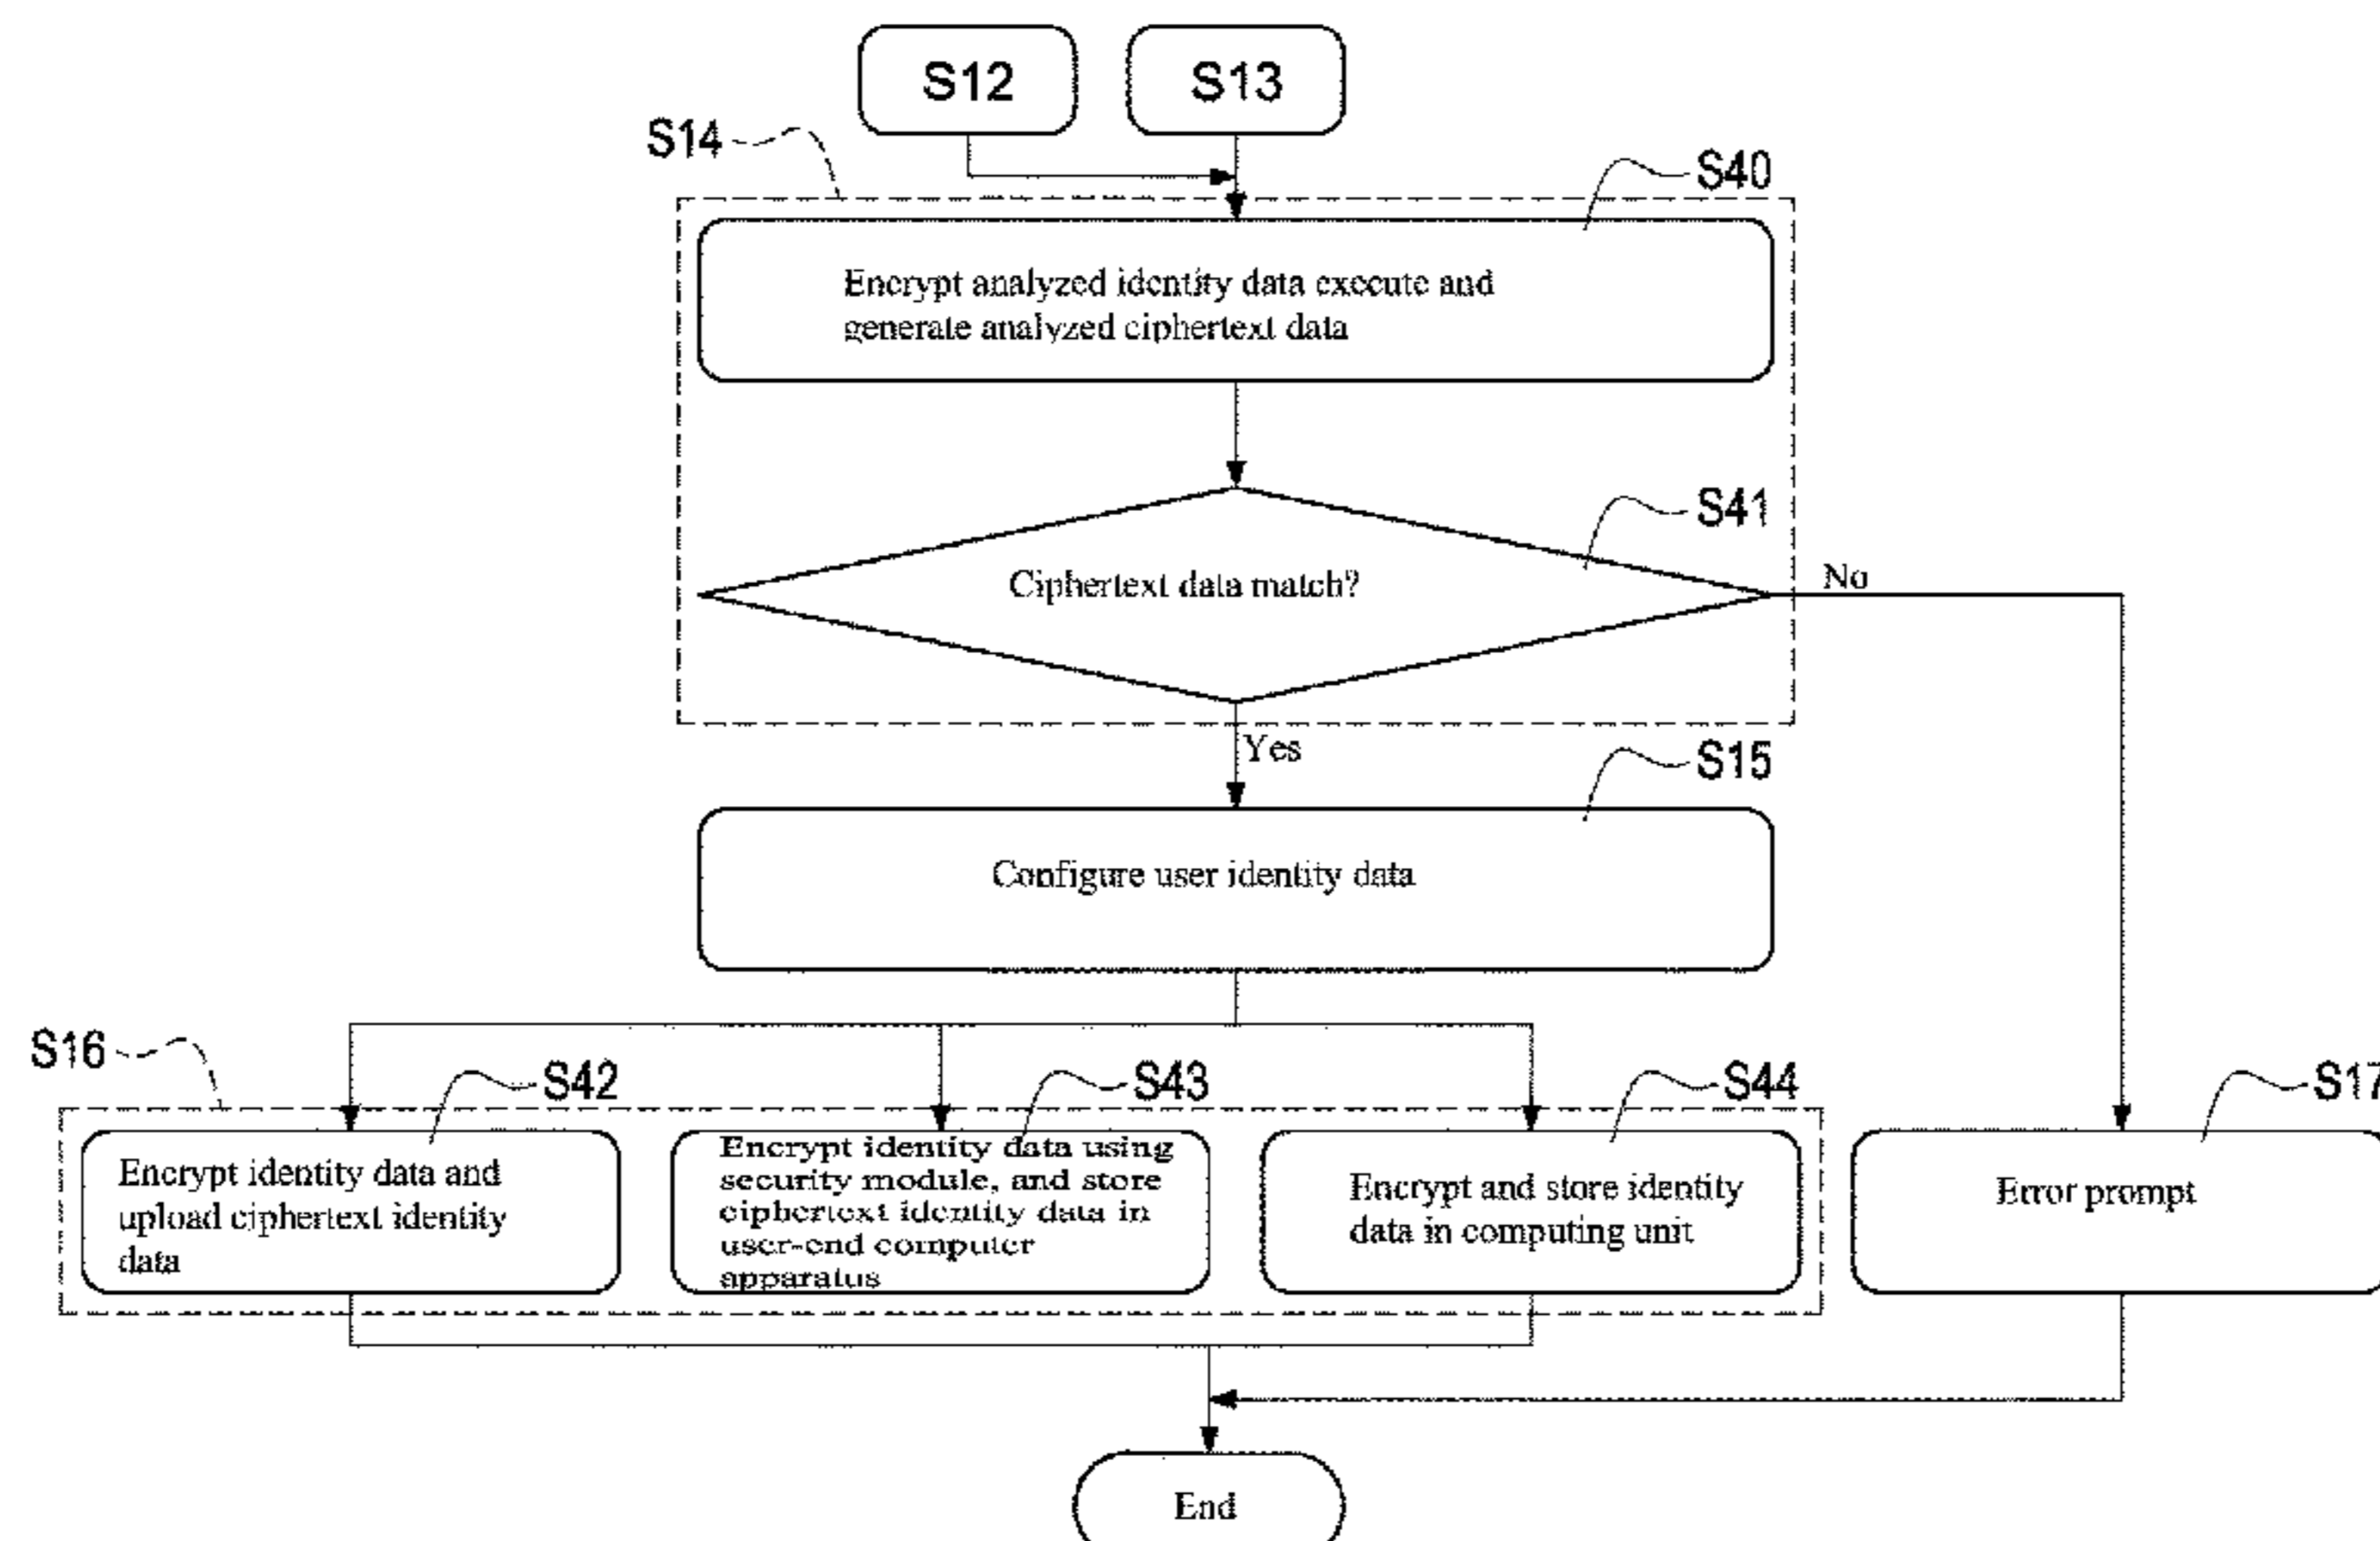 S12
S13
S14
S40
Encrypt analyzed identity data execute and
generate analyzed ciphertext data
S41
Ciphertext data match?
No
Yes
S15
Configure user identity data
S16
S42
S43
S44
S17
Encrypt identity data and
upload ciphertext identity
data
Encrypt identity data using
security module, and store
ciphertext identity data in
user-end computer
apparatus
Encrypt and store identity
data in computing unit
Error prompt
End